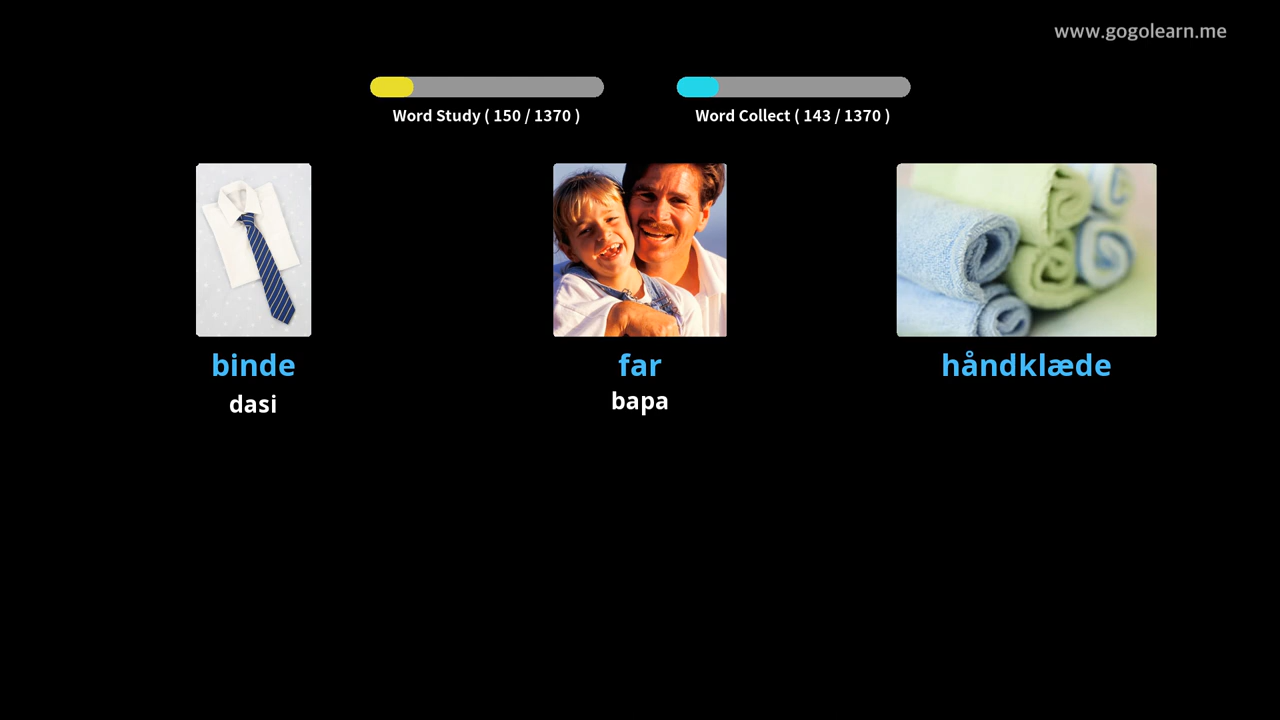 www.gogolearn.me
Word Study ( 150 / 1370 )
Word Collect ( 143 / 1370 )
binde
dasi
far
bapa
håndklæde